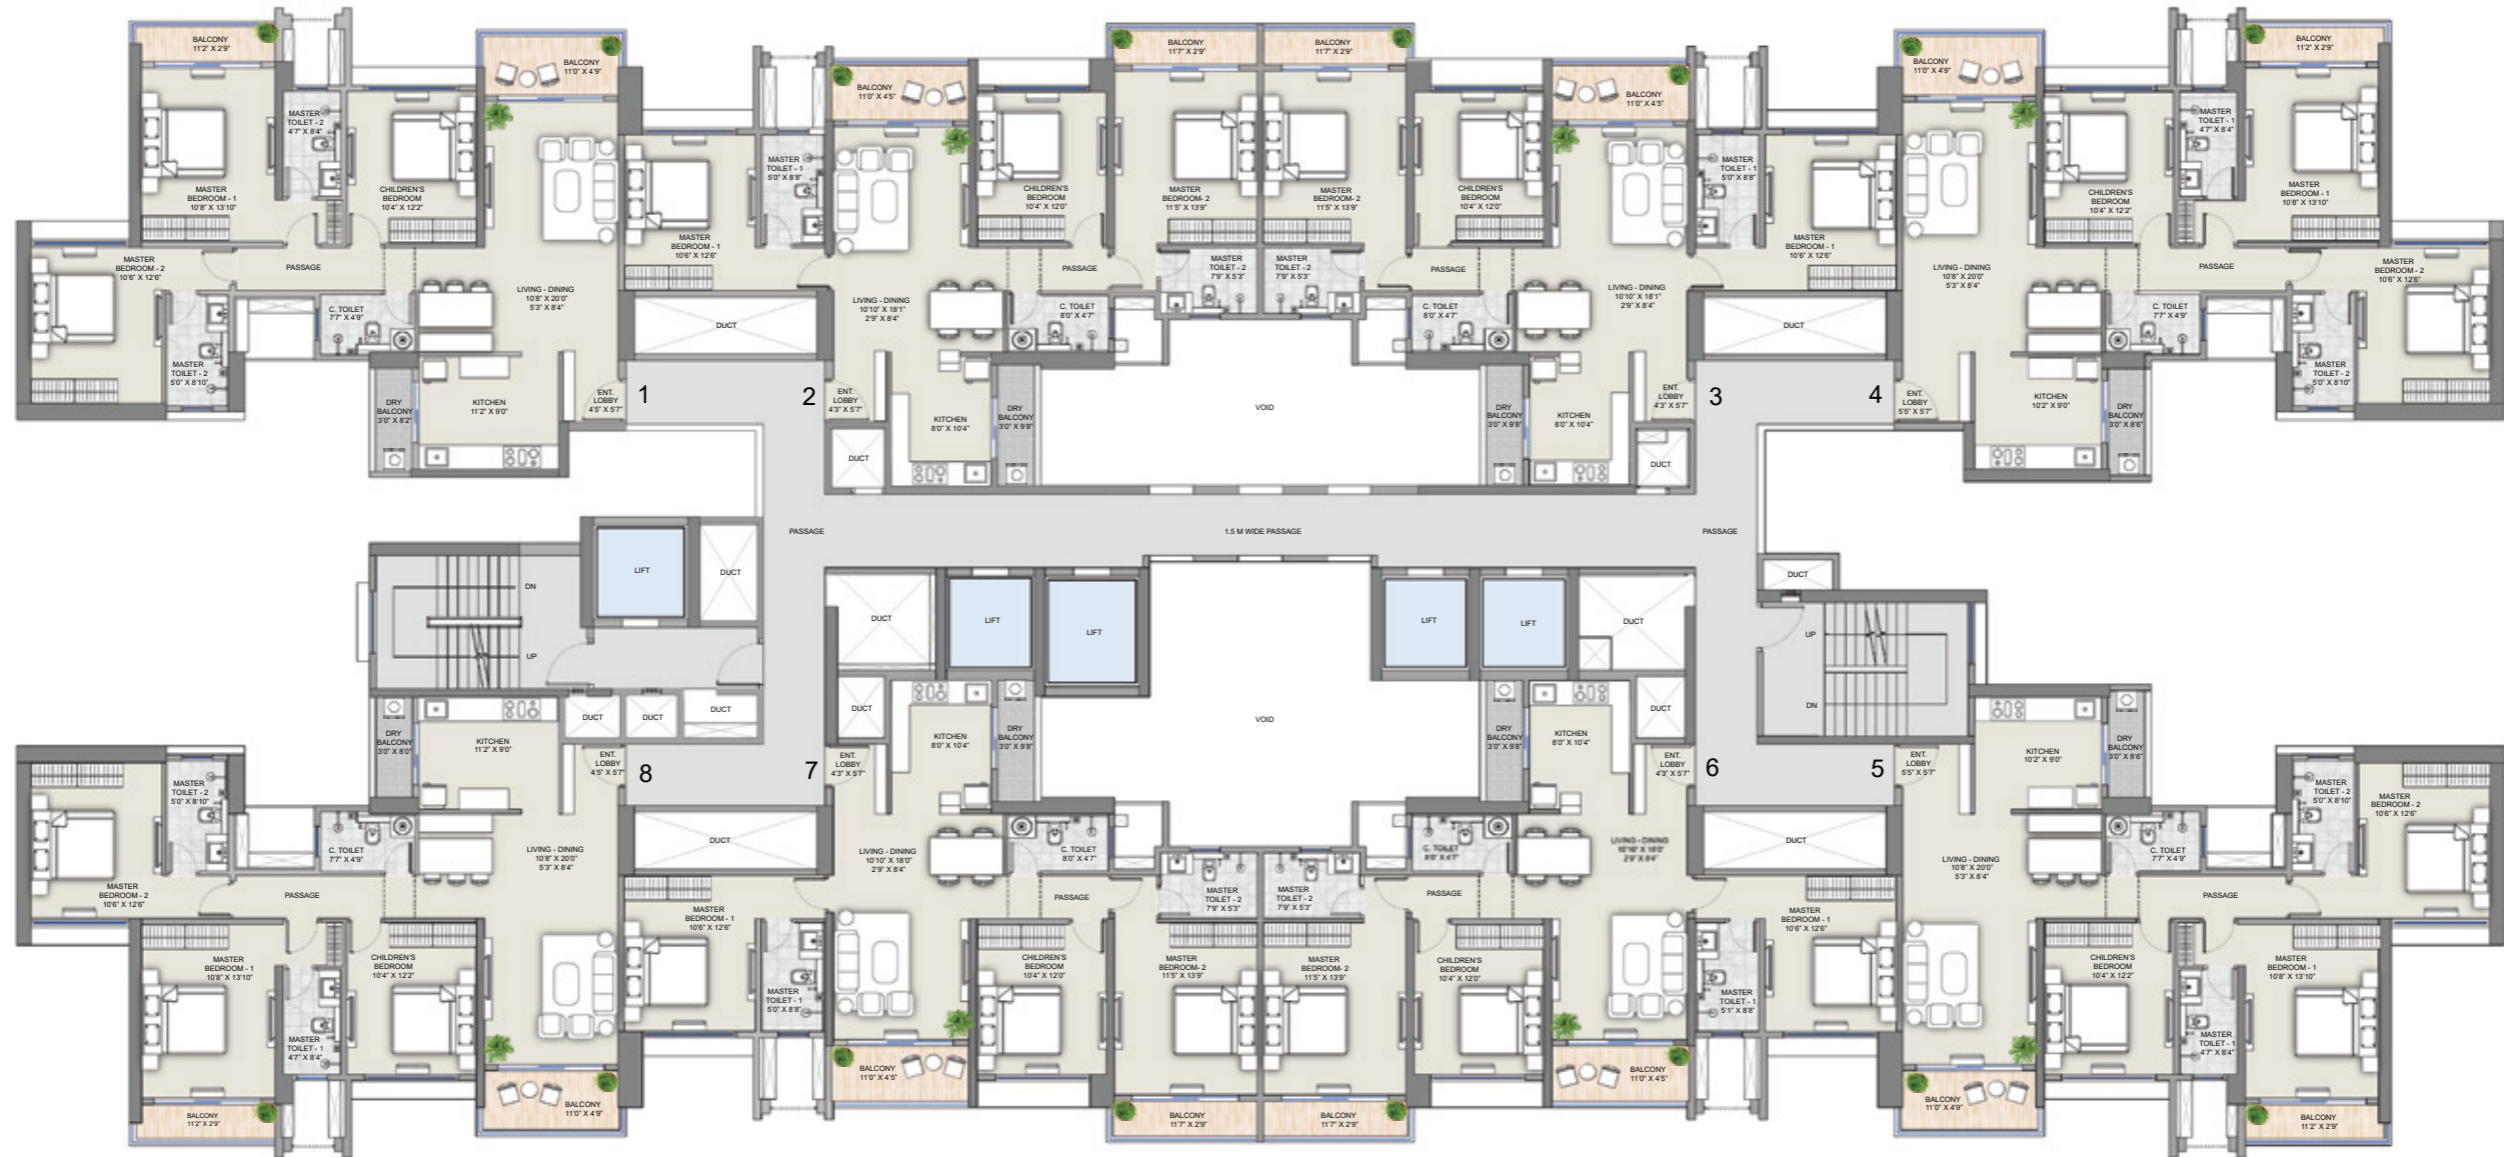 BALCONY
11'2" X 2'9"
BALCONY
11'0" X 4'9"
BALCONY
11'0" X 4'5"
BALCONY
11'7" X 2'9"
BALCONY
11'7" X 2'9"
BALCONY
11'0" X 4'5"
BALCONY
11'0" X 4'9"
BALCONY
11'2" X 2'9"
MASTER
TOILET - 2
4'7" X 8'4"
MASTER
BEDROOM - 1
10'8" X 13'10"
CHILDREN'S
BEDROOM
10'4" X 12'2"
MASTER
TOILET - 1
5'0" X 8'8"
MASTER
BEDROOM - 1
10'6" X 12'6"
CHILDREN'S
BEDROOM
10'4" X 12'0"
MASTER
BEDROOM- 2
11'5" X 13'9"
MASTER
BEDROOM- 2
11'5" X 13'9"
CHILDREN'S
BEDROOM
10'4" X 12'0"
MASTER
TOILET - 1
5'0" X 8'8"
MASTER
BEDROOM - 1
10'6" X 12'6"
CHILDREN'S
BEDROOM
10'4" X 12'2"
MASTER
TOILET - 1
4'7" X 8'4"
MASTER
BEDROOM - 1
10'8" X 13'10"
MASTER
BEDROOM - 2
10'6" X 12'6"
PASSAGE
LIVING - DINING
10'8" X 20'0"
5'3" X 8'4"
LIVING - DINING
10'10" X 18'1"
2'9" X 8'4"
PASSAGE
MASTER
TOILET - 2
7'9" X 5'3"
MASTER
TOILET - 2
7'9" X 5'3"
PASSAGE
LIVING - DINING
10'10" X 18'1"
2'9" X 8'4"
LIVING - DINING
10'8" X 20'0"
5'3" X 8'4"
PASSAGE
MASTER
BEDROOM - 2
10'6" X 12'6"
C. TOILET
7'7" X 4'9"
DUCT
C. TOILET
8'0" X 4'7"
C. TOILET
8'0" X 4'7"
DUCT
C. TOILET
7'7" X 4'9"
MASTER
TOILET - 2
5'0" X 8'10"
MASTER
TOILET - 2
5'0" X 8'10"
DRY
BALCONY
3'0" X 8'2"
KITCHEN
11'2" X 9'0"
ENT.
LOBBY
4'5" X 5'7"
1
2
ENT.
LOBBY
4'3" X 5'7"
KITCHEN
8'0" X 10'4"
DRY
BALCONY
3'0" X 9'8"
VOID
DRY
BALCONY
3'0" X 9'8"
KITCHEN
8'0" X 10'4"
ENT.
LOBBY
4'3" X 5'7"
3
4
ENT.
LOBBY
5'5" X 5'7"
KITCHEN
10'2" X 9'0"
DRY
BALCONY
3'0" X 8'6"
DUCT
DUCT
PASSAGE
1.5 M WIDE PASSAGE
PASSAGE
DN
UP
LIFT
DUCT
DUCT
LIFT
LIFT
LIFT
LIFT
DUCT
DUCT
UP
DN
DRY
BALCONY
3'0" X 8'0"
KITCHEN
11'2" X 9'0"
DUCT
DUCT
DUCT
DUCT
KITCHEN
8'0" X 10'4"
DRY
BALCONY
3'0" X 9'8"
VOID
DRY
BALCONY
3'0" X 9'8"
KITCHEN
8'0" X 10'4"
DUCT
KITCHEN
10'2" X 9'0"
DRY
BALCONY
3'0" X 8'6"
ENT.
LOBBY
4'5" X 5'7"
8
7
ENT.
LOBBY
4'3" X 5'7"
ENT.
LOBBY
4'3" X 5'7"
6
5
ENT.
LOBBY
5'5" X 5'7"
MASTER
TOILET - 2
5'0" X 8'10"
MASTER
TOILET - 2
5'0" X 8'10"
MASTER
BEDROOM - 2
10'6" X 12'6"
C. TOILET
7'7" X 4'9"
LIVING - DINING
10'8" X 20'0"
5'3" X 8'4"
DUCT
LIVING - DINING
10'10" X 18'0"
2'9" X 8'4"
C. TOILET
8'0" X 4'7"
C. TOILET
8'0" X 4'7"
LIVING - DINING
10'10" X 18'0"
2'9" X 8'4"
DUCT
LIVING - DINING
10'8" X 20'0"
5'3" X 8'4"
C. TOILET
7'7" X 4'9"
MASTER
BEDROOM - 2
10'6" X 12'6"
PASSAGE
PASSAGE
MASTER
TOILET - 2
7'9" X 5'3"
MASTER
TOILET - 2
7'9" X 5'3"
PASSAGE
PASSAGE
MASTER
BEDROOM - 1
10'8" X 13'10"
CHILDREN'S
BEDROOM
10'4" X 12'2"
MASTER
BEDROOM - 1
10'6" X 12'6"
CHILDREN'S
BEDROOM
10'4" X 12'0"
MASTER
BEDROOM- 2
11'5" X 13'9"
MASTER
BEDROOM- 2
11'5" X 13'9"
CHILDREN'S
BEDROOM
10'4" X 12'0"
MASTER
BEDROOM - 1
10'6" X 12'6"
CHILDREN'S
BEDROOM
10'4" X 12'2"
MASTER
BEDROOM - 1
10'8" X 13'10"
MASTER
TOILET - 1
4'7" X 8'4"
MASTER
TOILET - 1
5'0" X 8'8"
MASTER
TOILET - 1
5'1" X 8'8"
MASTER
TOILET - 1
4'7" X 8'4"
BALCONY
11'2" X 2'9"
BALCONY
11'0" X 4'9"
BALCONY
11'0" X 4'5"
BALCONY
11'7" X 2'9"
BALCONY
11'7" X 2'9"
BALCONY
11'0" X 4'5"
BALCONY
11'0" X 4'9"
BALCONY
11'2" X 2'9"